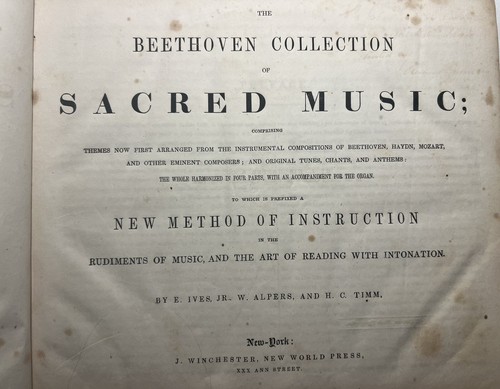 THE
BEETHOVEN COLLECTION
OF
SACRED MUSIC;
COMPRISING
THEMES NOW FIRST ARRANGED FROM THE INSTRUMENTAL COMPOSITIONS OF BEETHOVEN, HAYDN, MOZART,
AND OTHER EMINENT COMPOSERS; AND ORIGINAL TUNES, CHANTS, AND ANTHEMS:
THE WHOLE HARMONIZED IN FOUR PARTS, WITH AN ACCOMPANIMENT FOR THE ORGAN.
TO WHICH IS PREFIXED A
NEW METHOD OF INSTRUCTION
IN THE
RUDIMENTS OF MUSIC, AND THE ART OF READING WITH INTONATION.
BY E. IVES, JR. W. ALPERS, AND H. C. TIMM.
New-York:
J. WINCHESTER, NEW WORLD PRESS,
XXX ANN STREET.